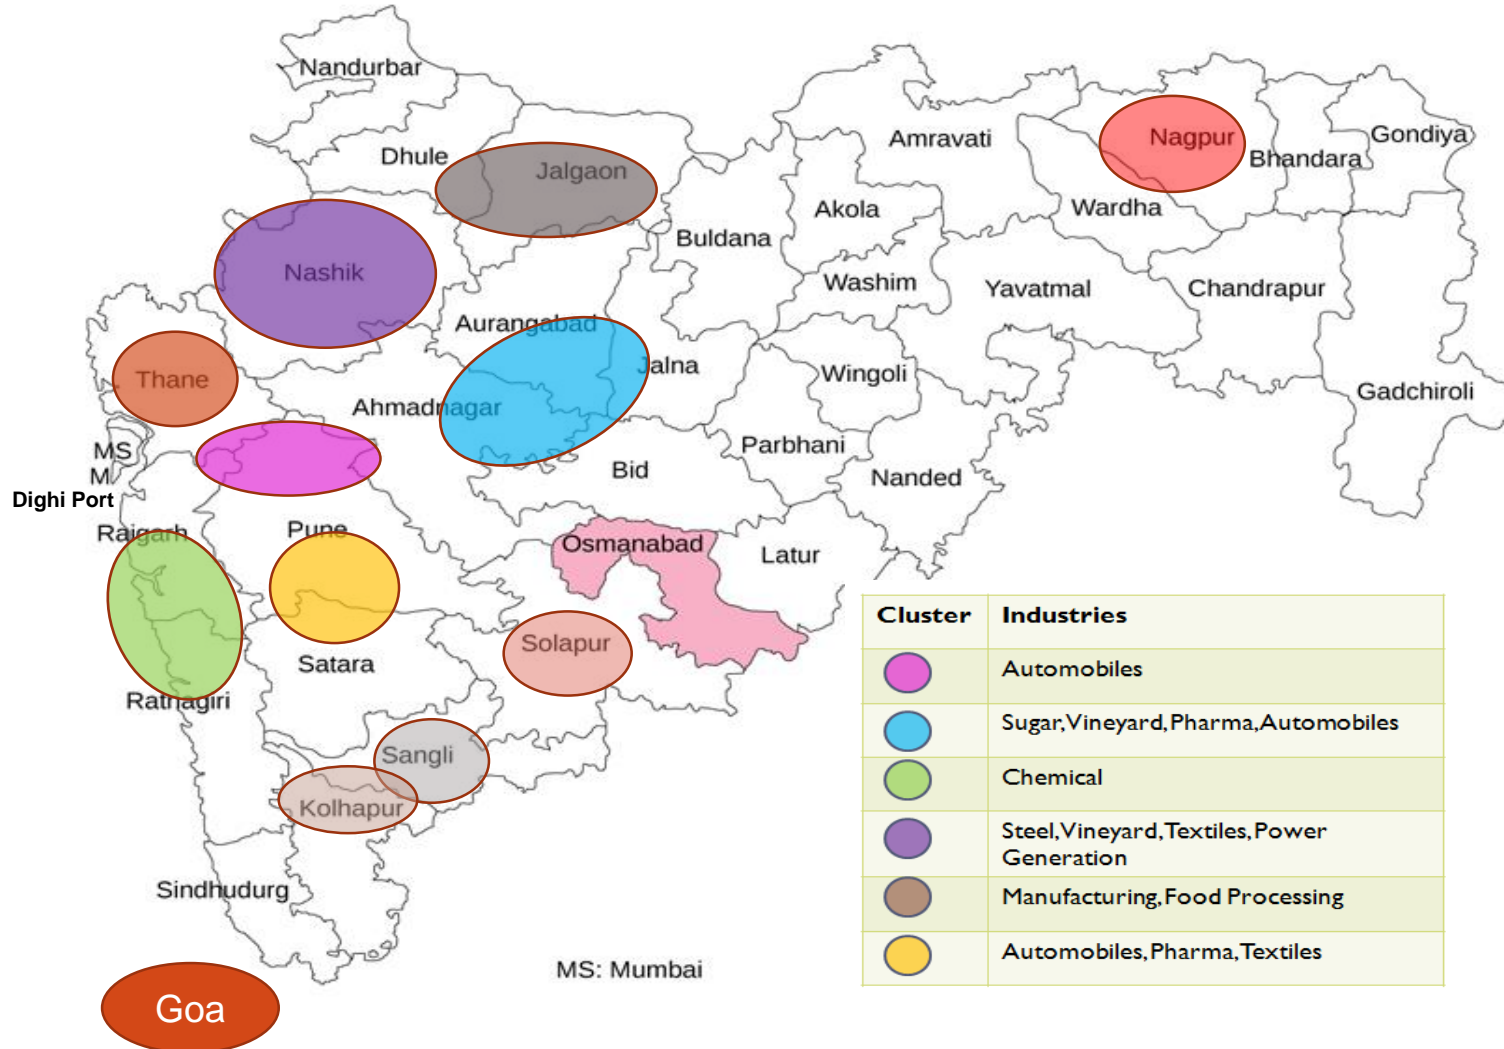 Nandurbar
Dhule
Jalgaon
Nashik
Buldana
Akola
Amravati
Nagpur
Wardha
Bhandara
Gondiya
Washim
Yavatmal
Chandrapur
Gadchiroli
Aurangabad
Jalna
Wingoli
Thane
Ahmadnagar
Parbhani
Nanded
MS
M
Bid
Dighi Port
Raigarh
Pune
Osmanabad
Latur
Satara
Solapur
Ratnagiri
Sangli
Kolhapur
Sindhudurg
MS: Mumbai
Goa
Cluster Industries
Automobiles
Sugar,Vineyard,Pharma,Automobiles
Chemical
Steel,Vineyard,Textiles,Power
Generation
Manufacturing,Food Processing
Automobiles,Pharma,Textiles